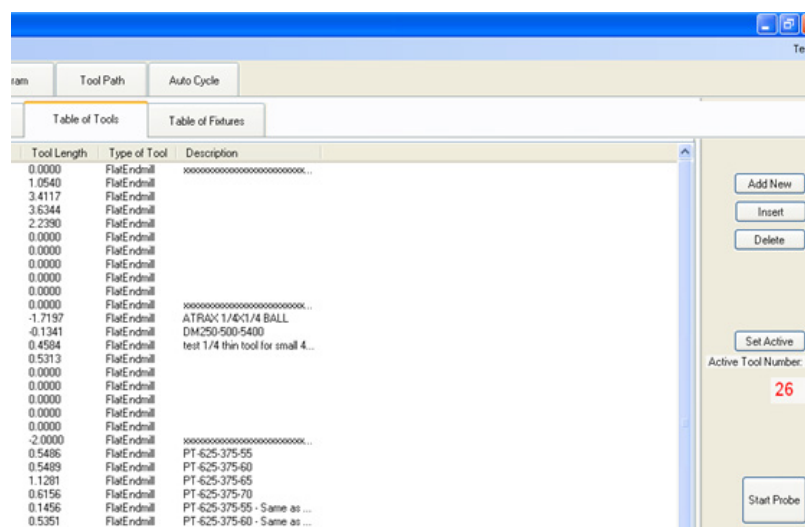 Te
ram Tool Path Auto Cycle
Table of Tools Table of Fixtures
Tool Length Type of Tool Description
0.0000 FlatEndmill xxxxxxxxxxxxxxxxxxxxxxxxxx...
1.0540 FlatEndmill
3.4117 FlatEndmill
3.6344 FlatEndmill
2.2390 FlatEndmill
0.0000 FlatEndmill
0.0000 FlatEndmill
0.0000 FlatEndmill
0.0000 FlatEndmill
0.0000 FlatEndmill
0.0000 FlatEndmill xxxxxxxxxxxxxxxxxxxxxxxxxx...
-1.7197 FlatEndmill ATRAX 1/4X1/4 BALL
-0.1341 FlatEndmill DM250-500-5400
0.4584 FlatEndmill test 1/4 thin tool for small 4...
0.5313 FlatEndmill
0.0000 FlatEndmill
0.0000 FlatEndmill
0.0000 FlatEndmill
0.0000 FlatEndmill
0.0000 FlatEndmill
-2.0000 FlatEndmill xxxxxxxxxxxxxxxxxxxxxxxxxx...
0.5486 FlatEndmill PT-625-375-55
0.5489 FlatEndmill PT-625-375-60
1.1281 FlatEndmill PT-625-375-65
0.6156 FlatEndmill PT-625-375-70
0.1456 FlatEndmill PT-625-375-55 - Same as ...
0.5351 FlatEndmill PT-625-375-60 - Same as ...
Add New
Insert
Delete
Set Active
Active Tool Number:
26
Start Probe